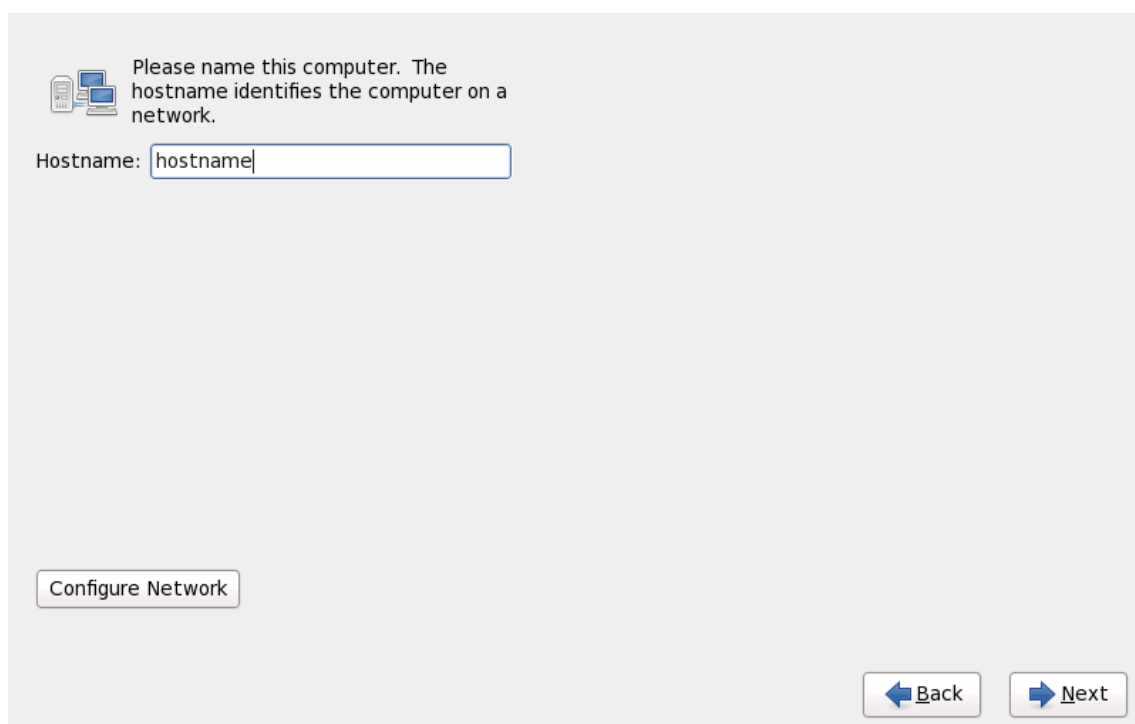 Please name this computer.  The
hostname identifies the computer on a
network.
Hostname: hostname
Configure Network
Back
Next